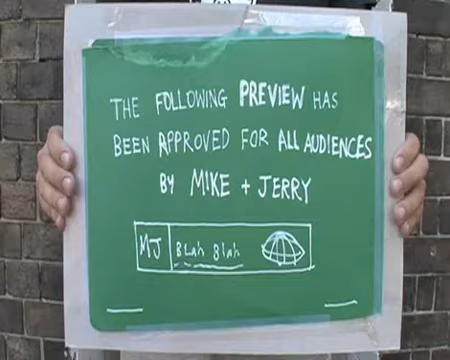 THE FOLLOWING PREVIEW HAS
BEEN APPROVED FOR ALL AUDIENCES
BY MIKE + JERRY
MJ Blah Blah